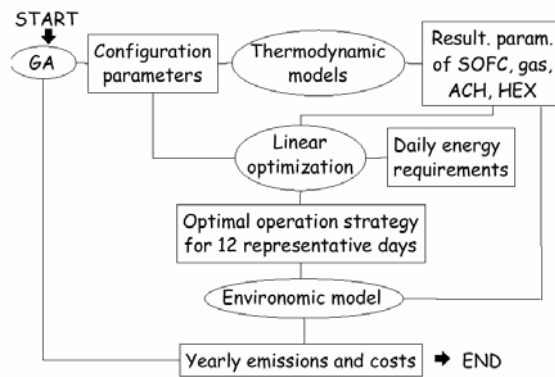 START
GA
Configuration
parameters
Thermodynamic
models
Result. param.
of SOFC, gas,
ACH, HEX
Linear
optimization
Daily energy
requirements
Optimal operation strategy
for 12 representative days
Environomic model
Yearly emissions and costs
END